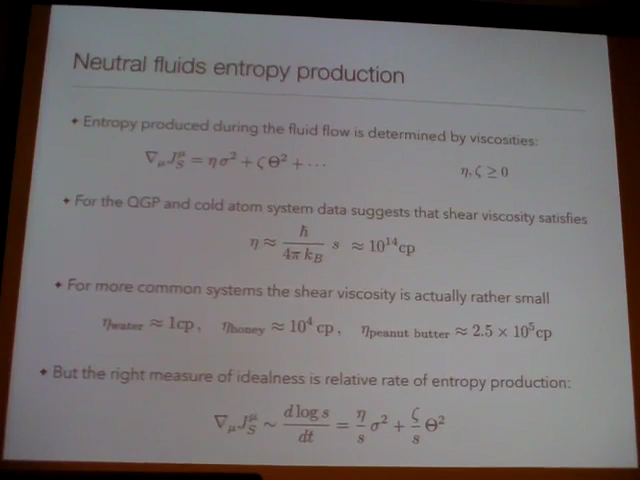 Neutral fluids entropy production
✦ Entropy produced during the fluid flow is determined by viscosities:
∇_μ J_S^μ = η σ² + ζ Θ² + ⋯    η, ζ ≥ 0
✦ For the QGP and cold atom system data suggests that shear viscosity satisfies
η ≈ ħ / (4π k_B) s ≈ 10¹⁴ cp
✦ For more common systems the shear viscosity is actually rather small
η_water ≈ 1cp , η_honey ≈ 10⁴ cp , η_peanut butter ≈ 2.5 × 10⁵ cp
✦ But the right measure of idealness is relative rate of entropy production:
∇_μ J_S^μ ∼ d log s / dt = η/s σ² + ζ/s Θ²